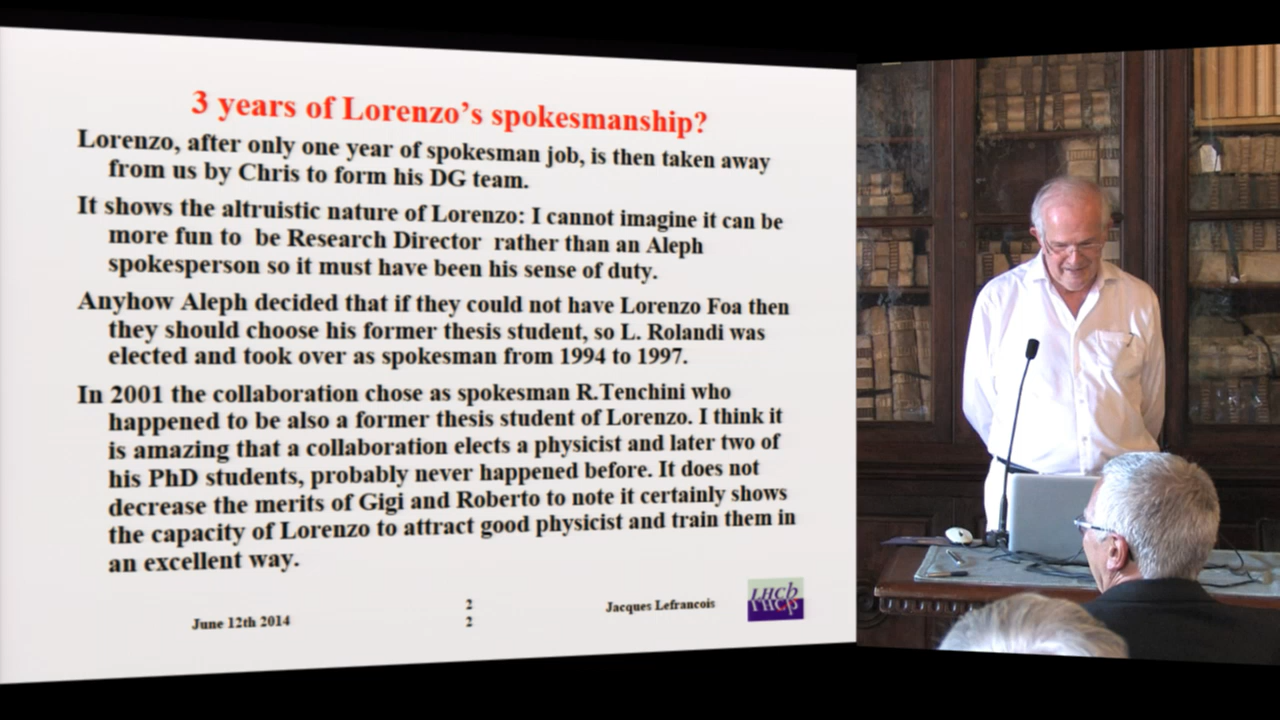 3 years of Lorenzo's spokesmanship?
Lorenzo, after only one year of spokesman job, is then taken away
from us by Chris to form his DG team.
It shows the altruistic nature of Lorenzo: I cannot imagine it can be
more fun to be Research Director rather than an Aleph
spokesperson so it must have been his sense of duty.
Anyhow Aleph decided that if they could not have Lorenzo Foa then
they should choose his former thesis student, so L. Rolandi was
elected and took over as spokesman from 1994 to 1997.
In 2001 the collaboration chose as spokesman R.Tenchini who
happened to be also a former thesis student of Lorenzo. I think it
is amazing that a collaboration elects a physicist and later two of
his PhD students, probably never happened before. It does not
decrease the merits of Gigi and Roberto to note it certainly shows
the capacity of Lorenzo to attract good physicist and train them in
an excellent way.
June 12th 2014
2
2
Jacques Lefrancois
LHCb
LHCp